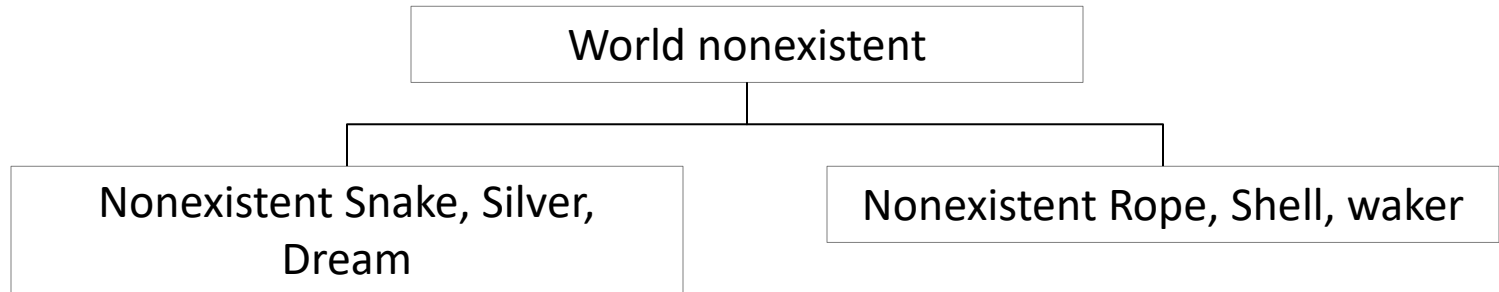 World nonexistent
Nonexistent Snake, Silver,
Dream
Nonexistent Rope, Shell, waker